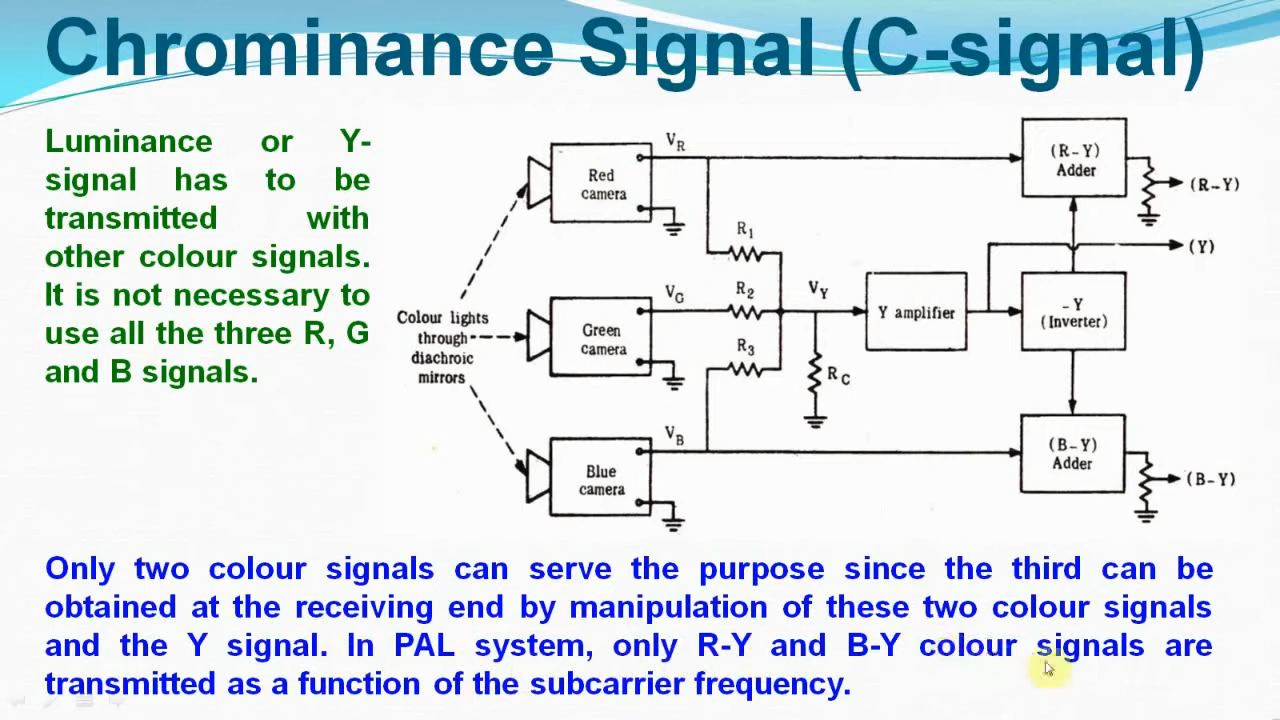 Chrominance Signal (C-signal)
Luminance or Y-
signal has to be
transmitted with
other colour signals.
It is not necessary to
use all the three R, G
and B signals.
Colour lights
through
diachroic
mirrors
Red
camera
V_R
Green
camera
V_G
Blue
camera
V_B
R₁
R₂
R₃
V_Y
R_C
Y amplifier
(R-Y)
Adder
(R-Y)
(Y)
-Y
(Inverter)
(B-Y)
Adder
(B-Y)
Only two colour signals can serve the purpose since the third can be
obtained at the receiving end by manipulation of these two colour signals
and the Y signal. In PAL system, only R-Y and B-Y colour signals are
transmitted as a function of the subcarrier frequency.